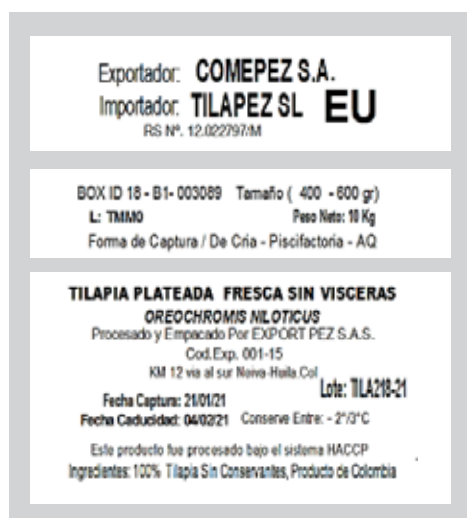 Exportador: COMEPEZ S.A.
Importador: TILAPEZ SL EU
RS Nº. 12.022797/M
BOX ID 18 - B1- 003089 Tamaño ( 400 - 600 gr)
L: TMM0 Peso Neto: 10 Kg
Forma de Captura / De Cria - Piscifactoria - AQ
TILAPIA PLATEADA FRESCA SIN VISCERAS
OREOCHROMIS NILOTICUS
Procesado y Empacado Por EXPORT PEZ S.A.S.
Cod.Exp. 001-15
KM 12 via al sur Neiva-Huila.Col
Lote: TILA218-21
Fecha Captura: 21/01/21
Fecha Caducidad: 04/02/21 Conserve Entre: - 2°/3°C
Este producto fue procesado bajo el sistema HACCP
Ingredientes: 100% Tilapia Sin Conservantes, Producto de Colombia